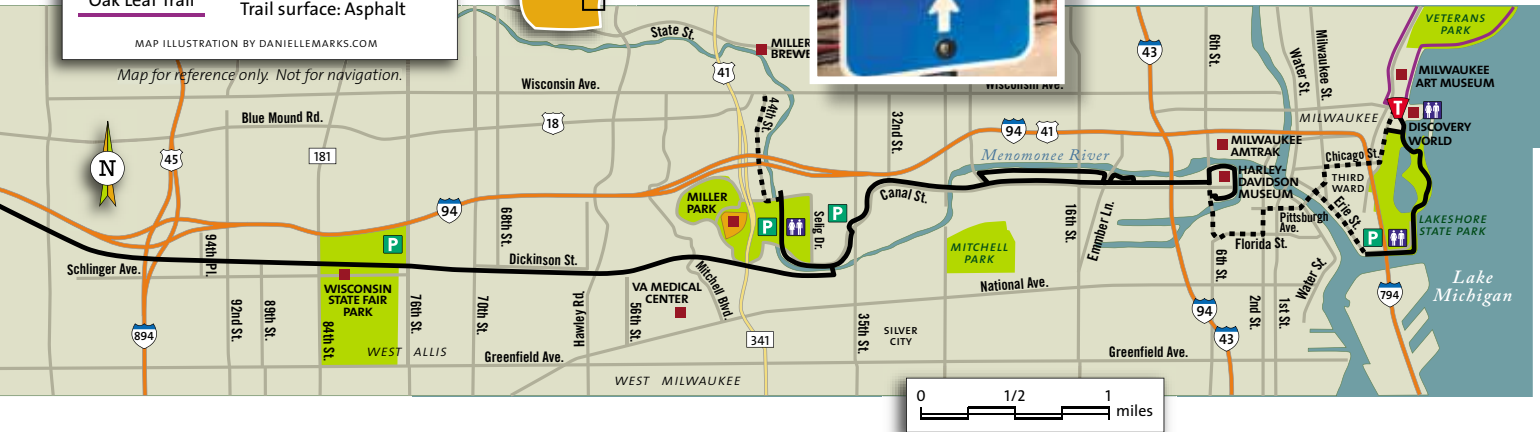 Oak Leaf Trail
Trail surface: Asphalt
MAP ILLUSTRATION BY DANIELLEMARKS.COM
Map for reference only. Not for navigation.
N
State St.
MILLER
BREWE
41
Wisconsin Ave.
Wisconsin Ave.
18
Blue Mound Rd.
181
45
44th St.
32nd St.
94
41
43
6th St.
Water St.
Milwaukee St.
VETERANS
PARK
MILWAUKEE
ART MUSEUM
T
MILWAUKEE
DISCOVERY
WORLD
Menomonee River
MILWAUKEE
AMTRAK
Chicago St.
HARLEY-
DAVIDSON
MUSEUM
THIRD
WARD
Canal St.
MILLER
PARK
P
P
Selig Dr.
94
68th St.
P
94th Pl.
Schlinger Ave.
Dickinson St.
WISCONSIN
STATE FAIR
PARK
VA MEDICAL
CENTER
Mitchell Blvd.
MITCHELL
PARK
16th St.
Emmber Ln.
Pittsburgh
Ave.
Erie St.
Florida St.
P
LAKESHORE
STATE PARK
Lake
Michigan
6th St.
National Ave.
Water St.
794
92nd St.
89th St.
84th St.
76th St.
70th St.
Hawley Rd.
56th St.
35th St.
2nd St.
1st St.
894
341
SILVER
CITY
94
43
WEST ALLIS
Greenfield Ave.
Greenfield Ave.
WEST MILWAUKEE
0 1/2 1
miles